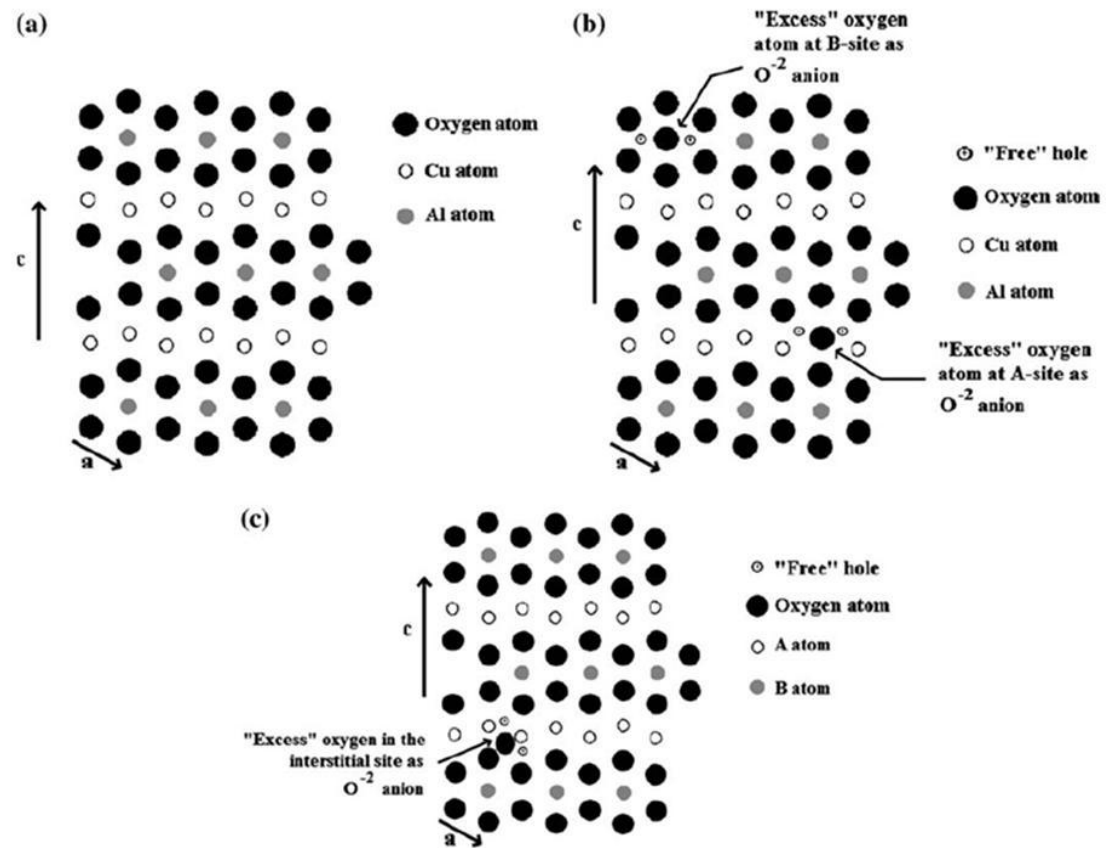 (a)
Oxygen atom
Cu atom
Al atom
c
a
(b)
"Excess" oxygen
atom at B-site as
O-2 anion
"Free" hole
Oxygen atom
Cu atom
Al atom
c
"Excess" oxygen
atom at A-site as
O-2 anion
a
(c)
"Free" hole
Oxygen atom
A atom
B atom
c
"Excess" oxygen in the
interstitial site as
O-2 anion
a